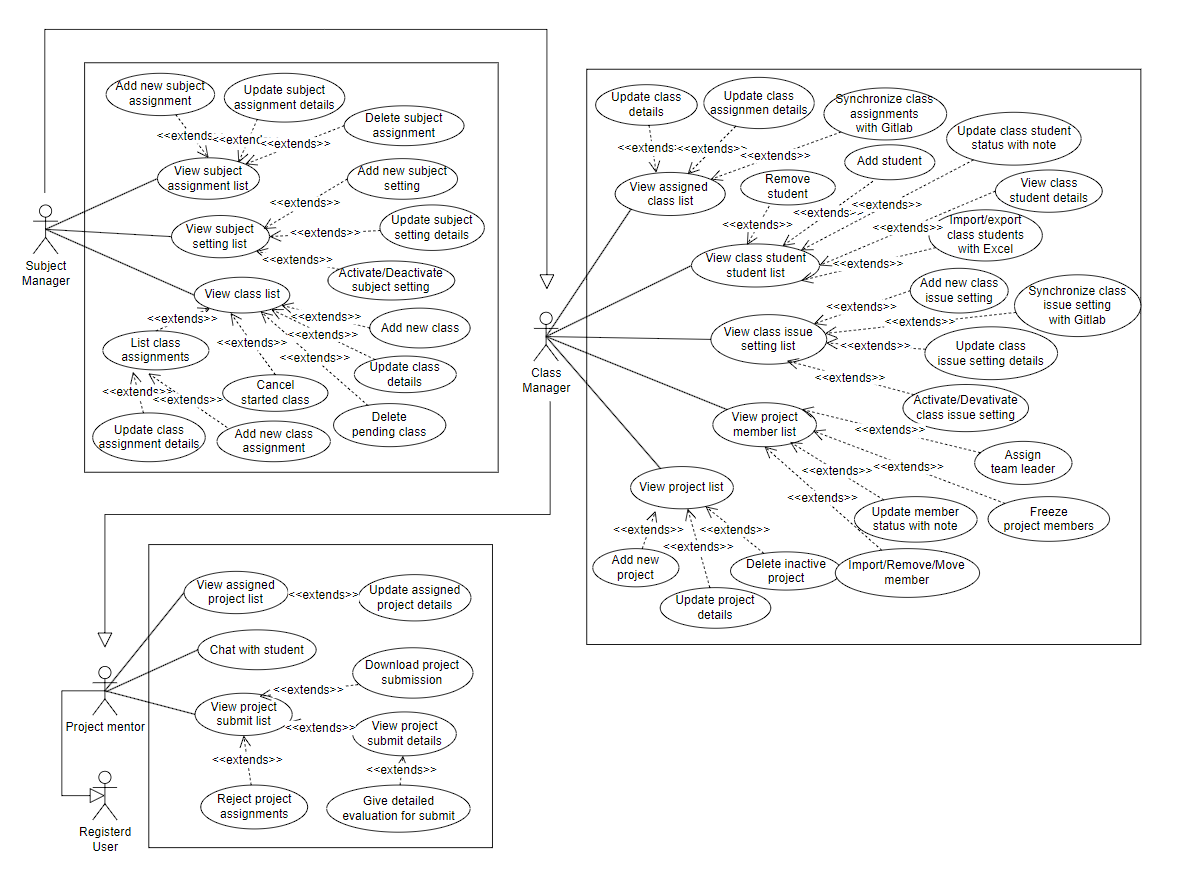 Add new subject
assignment
Update subject
assignment details
Delete subject
assignment
<<extends>
<<exten
<<extends>>
View subject
assignment list
Add new subject
setting
<<extends>>
Update subject
setting details
View subject
setting list
<<extends>>
<<extends>>
Activate/Deactivate
subject setting
Subject
Manager
View class list
<<extends>>
<<extends>>
<<extends>>
<<extends>>
Add new class
List class
assignments
Update class
details
<<extends>
<<extends>>
Cancel
started class
Delete
pending class
Update class
assignment details
Add new class
assignment
Update class
details
Update class
assignmen details
Synchronize class
assignments
with Gitlab
<<extends
<<extends>>
<<extends>>
Update class student
status with note
Add student
View assigned
class list
Remove
student
View class
student details
<<extends>>
<<extends>>
<<extends>>
<<extends>>
Import/export
class students
with Excel
View class student
student list
<<extends>>
Add new class
issue setting
Synchronize class
issue setting
with Gitlab
<<extends>>
<<extends>>
View class issue
setting list
<<extends>>
Update class
issue setting details
Class
Manager
<<extends>>
Activate/Devativate
class issue setting
View project
member list
<<extends>>
Assign
team leader
<<extends>>
<<extends>>
<<extends>>
View project list
Update member
status with note
Freeze
project members
<<extends>>
<<extends>>
<<extends>>
Add new
project
Delete inactive
project
Import/Remove/Move
member
Update project
details
View assigned
project list
<<extends>>
Update assigned
project details
Chat with student
Download project
submission
<<extends>>
View project
submit list
<<extends>>
View project
submit details
Project mentor
<<extends>>
<<extends>>
Reject project
assignments
Give detailed
evaluation for submit
Registerd
User